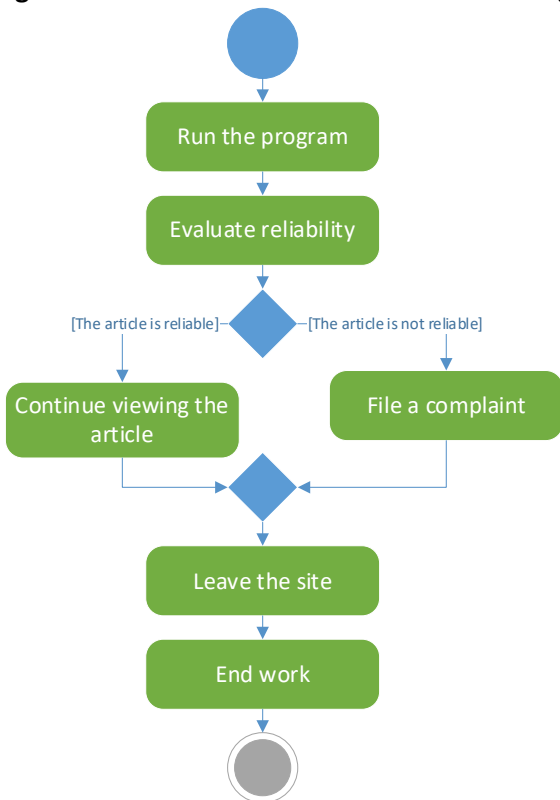 Run the program
Evaluate reliability
[The article is reliable]
[The article is not reliable]
Continue viewing the
article
File a complaint
Leave the site
End work